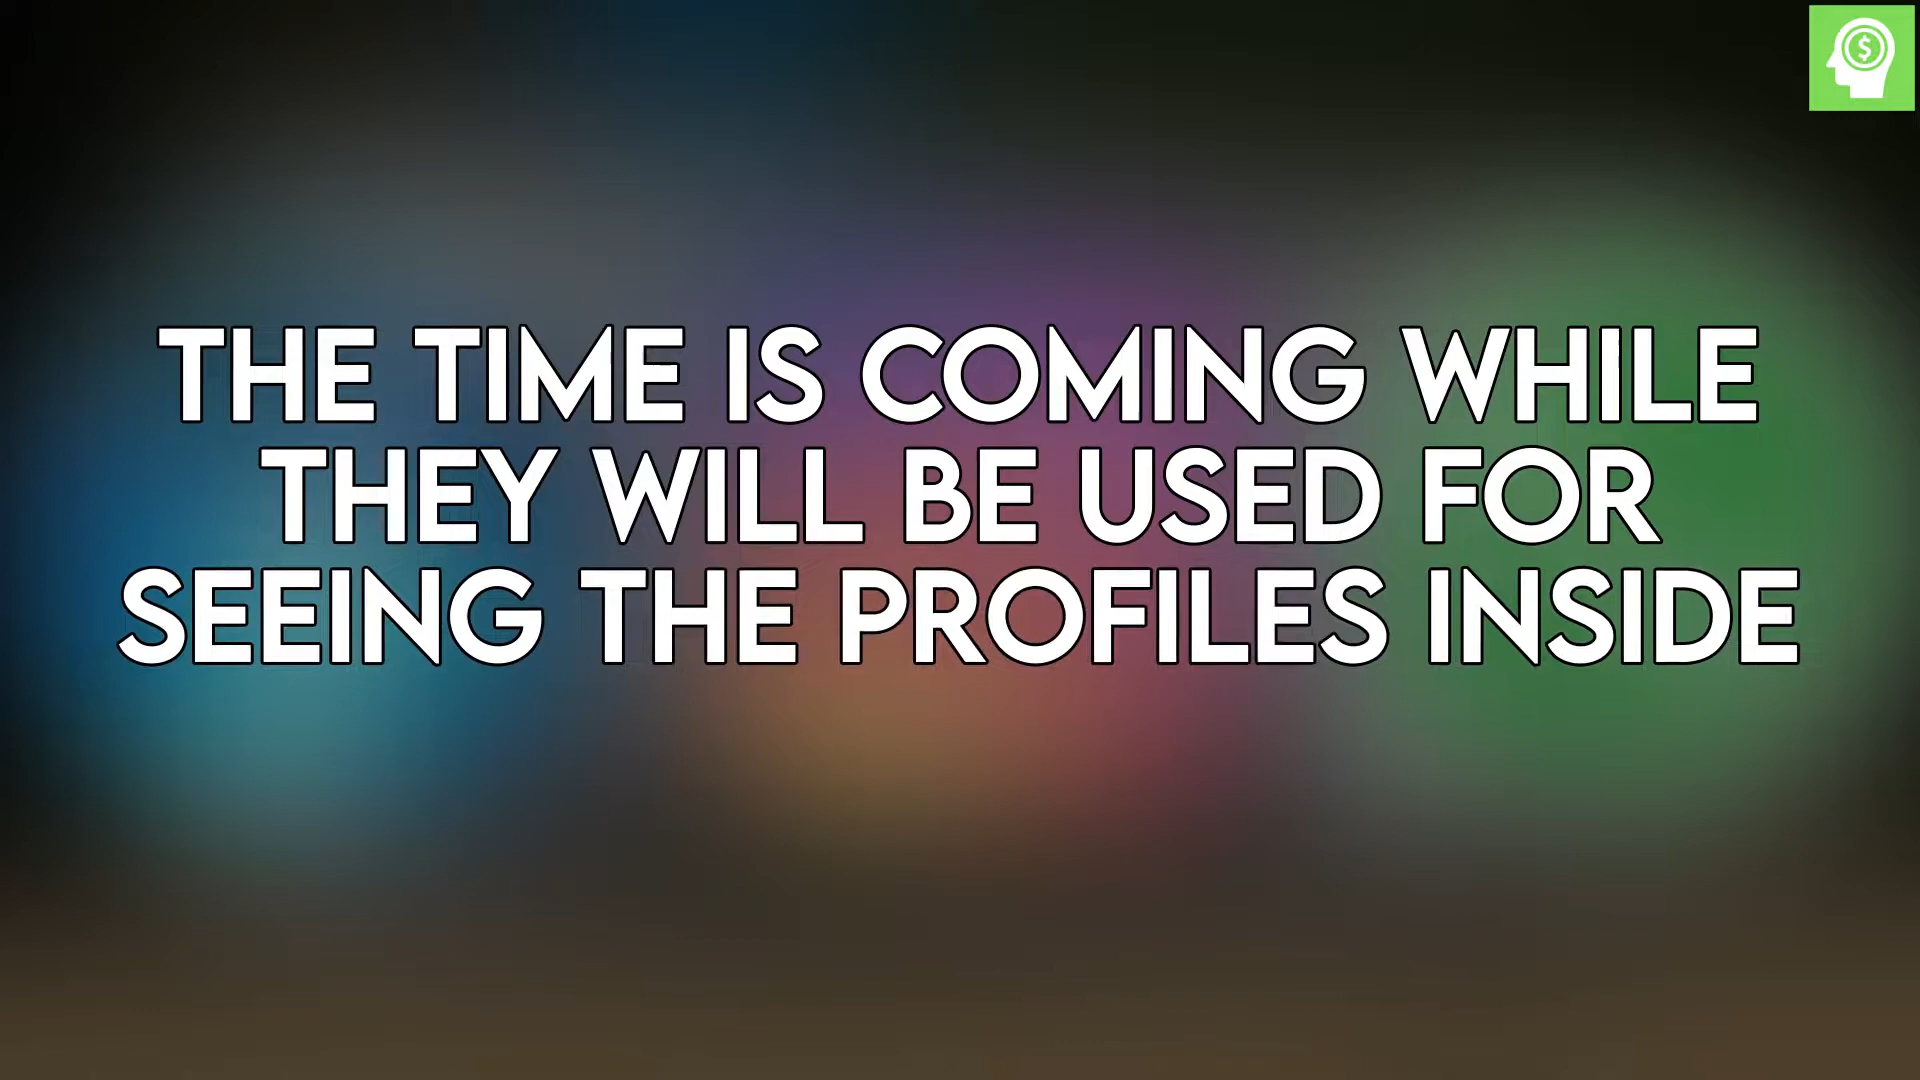 THE TIME IS COMING WHILE
THEY WILL BE USED FOR
SEEING THE PROFILES INSIDE
$